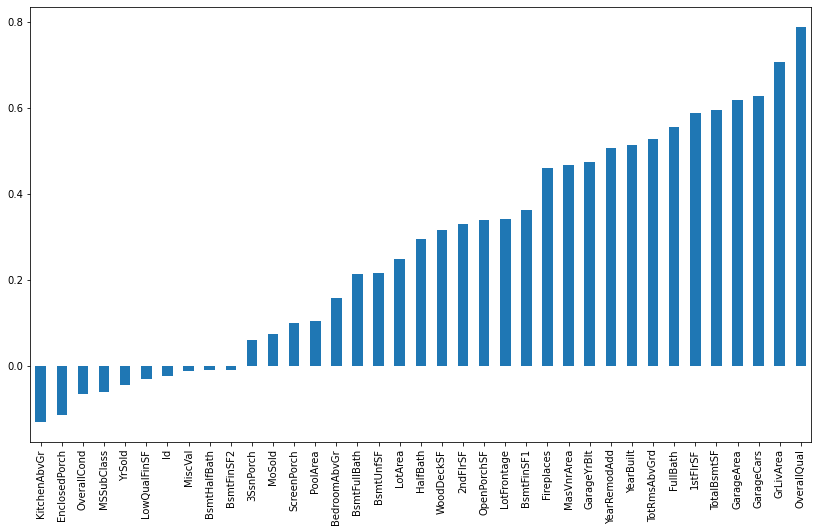 0.8
0.6
0.4
0.2
0.0
KitchenAbvGr
EnclosedPorch
OverallCond
MSSubClass
YrSold
LowQualFinSF
Id
MiscVal
BsmtHalfBath
BsmtFinSF2
3SsnPorch
MoSold
ScreenPorch
PoolArea
BedroomAbvGr
BsmtFullBath
BsmtUnfSF
LotArea
HalfBath
WoodDeckSF
2ndFlrSF
OpenPorchSF
LotFrontage
BsmtFinSF1
Fireplaces
MasVnrArea
GarageYrBlt
YearRemodAdd
YearBuilt
TotRmsAbvGrd
FullBath
1stFlrSF
TotalBsmtSF
GarageArea
GarageCars
GrLivArea
OverallQual